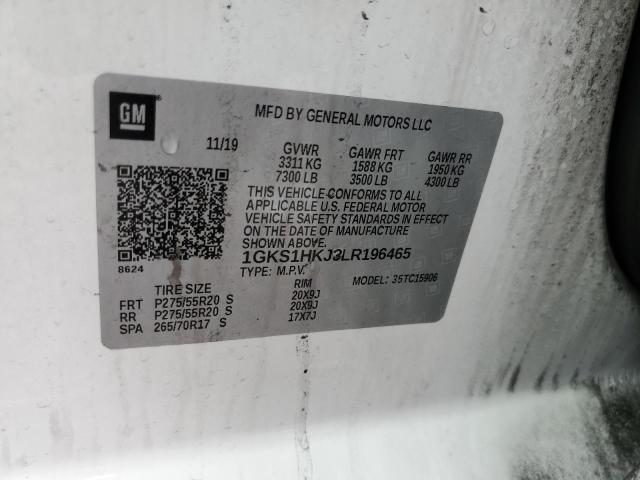 GM
MFD BY GENERAL MOTORS LLC
11/19 GVWR GAWR FRT GAWR RR
3311 KG 1588 KG 1950 KG
7300 LB 3500 LB 4300 LB
THIS VEHICLE CONFORMS TO ALL
APPLICABLE U.S. FEDERAL MOTOR
VEHICLE SAFETY STANDARDS IN EFFECT
ON THE DATE OF MANUFACTURE
SHOWN ABOVE.
8624
1GKS1HKJ3LR196465
TYPE: M.P.V. MODEL: 35TC15906
TIRE SIZE RIM
FRT P275/55R20 S 20X9J
RR P275/55R20 S 20X9J
SPA 265/70R17 S 17X7J